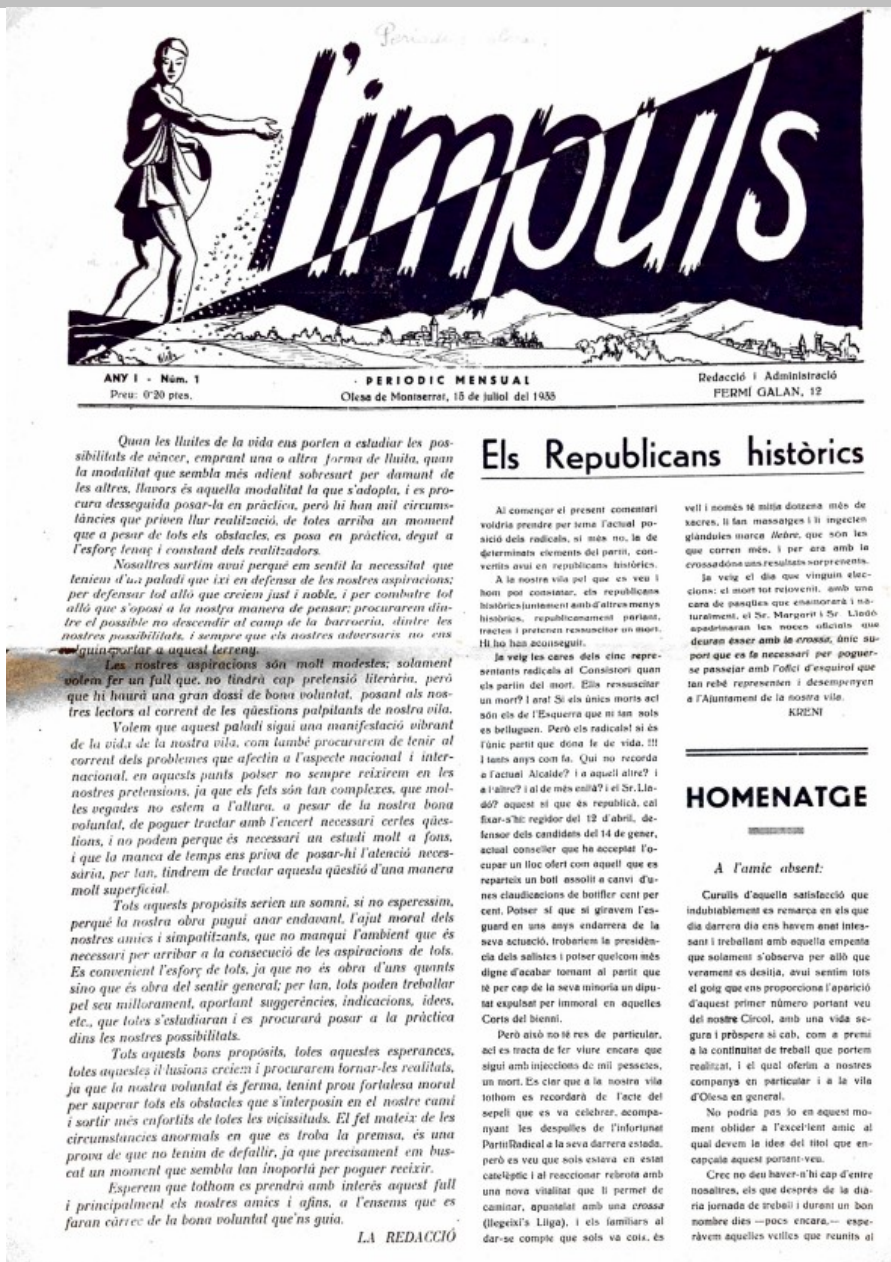 l'impuls
ANY I - Núm. 1
Preu: 0'20 ptes.
· PERIODIC MENSUAL
Olesa de Montserrat, 15 de juliol del 1935
Redacció i Administració
FERMÍ GALAN, 12
Quan les lluites de la vida ens porten a estudiar les pos-
sibilitats de vèncer, emprant una o altra forma de lluita, quan
la modalitat que sembla més adient sobresurt per damunt de
les altres, llavors és aquella modalitat la que s'adopta, i es pro-
cura desseguida posar-la en pràctica, però hi han mil circums-
tàncies que priven llur realització, de totes arriba un moment
que a pesar de tots els obstacles, es posa en pràctica, degut a
l'esforç tenaç i constant dels realitzadors.
Nosaltres surtim avui perquè em sentit la necessitat que
teniem d'un paladi que ixi en defensa de les nostres aspiracions;
per defensar tot allò que creiem just i noble, i per combatre tot
allò que s'oposi a la nostra manera de pensar; procurarem din-
tre el possible no descendir al camp de la barroeria, dintre les
nostres possibilitats, i sempre que els nostres adversaris no ens
vulguin portar a aquest terreny.
Les nostres aspiracions són molt modestes; solament
volem fer un full que, no tindrà cap pretensió literària, però
que hi haurà una gran dossi de bona voluntat, posant als nos-
tres lectors al corrent de les qüestions palpitants de nostra vila.
Volem que aquest paladi sigui una manifestació vibrant
de la vida de la nostra vila, com també procurarem de tenir al
corrent dels problemes que afectin a l'aspecte nacional i inter-
nacional, en aquests punts potser no sempre reixirem en les
nostres pretensions, ja que els fets són tan complexes, que mol-
tes vegades no estem a l'altura, a pesar de la nostra bona
voluntat, de poguer tractar amb l'encert necessari certes qües-
tions, i no podem perque és necessari un estudi molt a fons,
i que la manca de temps ens priva de posar-hi l'atenció neces-
sària, per tan, tindrem de tractar aquesta qüestió d'una manera
molt superficial.
Tots aquests propòsits serien un somni, si no esperessim,
perquè la nostra obra pugui anar endavant, l'ajut moral dels
nostres amics i simpatitzants, que no manqui l'ambient que és
necessari per arribar a la consecució de les aspiracions de tots.
Es convenient l'esforç de tots, ja que no és obra d'uns quants
sino que és obra del sentir general; per tan, tots poden treballar
pel seu millorament, aportant suggerències, indicacions, idees,
etc., que totes s'estudiaran i es procurarà posar a la pràctica
dins les nostres possibilitats.
Tots aquests bons propòsits, totes aquestes esperances,
totes aquestes il·lusions creiem i procurarem tornar-les realitats,
ja que la nostra voluntat és ferma, tenint prou fortalesa moral
per superar tots els obstacles que s'interposin en el nostre camí
i sortir més enfortits de totes les vicissituds. El fet mateix de les
circumstàncies anormals en que es troba la premsa, és una
prova de que no tenim de defallir, ja que precisament em bus-
cat un moment que sembla tan inoportú per poguer reixir.
Esperem que tothom es prendrà amb interès aquest full
i principalment els nostres amics i afins, a l'ensems que es
faran càrrec de la bona voluntat que'ns guia.
LA REDACCIÓ
Els Republicans històrics
Al començar el present comentari
voldria prendre per tema l'actual po-
sició dels radicals, si més no, la de
determinats elements del partit, con-
vertits avui en republicans històrics.
A la nostra vila pel que es veu i
hom pot constatar, els republicans
històrics juntament amb d'altres menys
històrics, republicanament parlant,
tracten i pretenen ressuscitar un mort.
Hi ho han aconseguit.
Ja veig les cares dels cinc repre-
sentants radicals al Consistori quan
els parlin del mort. Ells ressuscitar
un mort? I ara! Si els únics morts ací
són els de l'Esquerra que ni tan sols
es belluguen. Però els radicals! si és
l'únic partit que dona fe de vida. !!!
I tants anys com fa. Qui no recorda
a l'actual Alcalde? i a aquell altre? i
a l'altre? i al de més enllà? i el Sr. Lla-
dó? aquest sí que és republicà, cal
fixar-s'hi: regidor del 12 d'abril, de-
fensor dels candidats del 14 de gener,
actual conseller que ha acceptat l'o-
cupar un lloc ofert com aquell que es
reparteix un botí assolit a canvi d'u-
nes claudicacions de botifler cent per
cent. Potser sí que si giravem l'es-
guard en uns anys endarrera de la
seva actuació, trobariem la presidèn-
cia dels salistes i potser quelcom més
digne d'acabar tornant al partit que
té per cap de la seva minoria un dipu-
tat expulsat per immoral en aquelles
Corts del bienni.
Però això no té res de particular,
ací es tracta de fer viure encara que
sigui amb injeccions de mil pessetes,
un mort. Es clar que a la nostra vila
tothom es recordarà de l'acte del
sepeli que es va celebrer, acompa-
nyant les despulles de l'infortunat
Partit Radical a la seva darrera estada,
però es veu que sols estava en estat
catelèptic i al reaccionar rebrota amb
una nova vitalitat que li permet de
caminar, apuntalat amb una crossa
(llegeixi's Lliga), i els familiars al
dar-se compte que sols va coix, és
vell i només té mitja dotzena més de
xacres, li fan massatges i li ingecten
glàndules marca llebre, que són les
que corren més, i per ara amb la
crossa dóna uns resultats sorprenents.
Ja veig el dia que vinguin elec-
cions; el mort tot rejovenit, amb una
cara de pasqües que enamorarà i na-
turalment, el Sr. Margarit i Sr. Lladó
apadrinaran les noces oficials que
deuran ésser amb la crossa, únic su-
port que es fa necessari per poguer-
se passejar amb l'ofici d'esquirol que
tan rebé representen i desempenyen
a l'Ajuntament de la nostra vila.
KRENI
HOMENATGE
A l'amic absent:
Curulls d'aquella satisfacció que
indubtablement es remarca en els que
dia darrera dia ens havem anat intes-
sant i treballant amb aquella empenta
que solament s'observa per allò que
verament es desitja, avui sentim tots
el goig que ens proporciona l'aparició
d'aquest primer número portant veu
del nostre Círcol, amb una vida se-
gura i pròspera si cab, com a premi
a la continuitat de treball que portem
realitzat, i el qual oferim a nostres
companys en particular i a la vila
d'Olesa en general.
No podria pas jo en aquest mo-
ment oblidar a l'excel·lent amic al
qual devem la idea del títol que en-
capçala aquest portant-veu.
Crec no deu haver-n'hi cap d'entre
nosaltres, els que després de la dià-
ria jornada de treball i durant un bon
nombre dies —pocs encara,— espe-
ràvem aquelles vetlles que reunits al